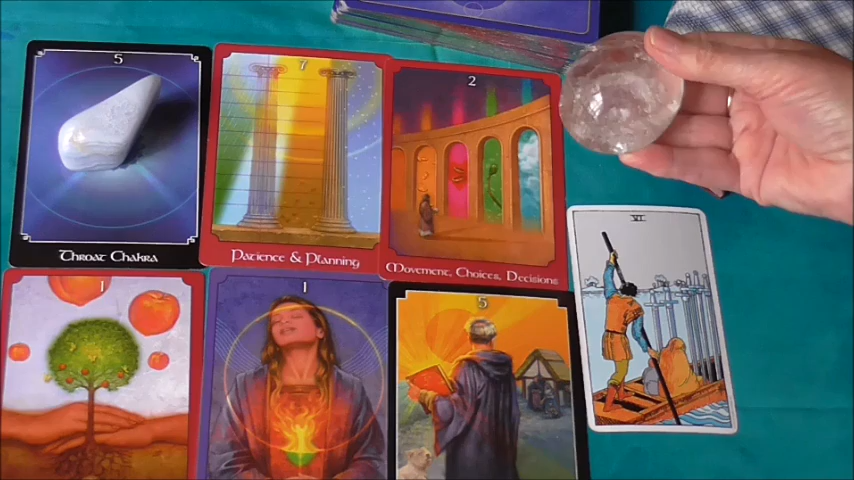 5
Throat Chakra
7
Patience & Planning
2
Movement, Choices, Decisions
VI
1
1
5